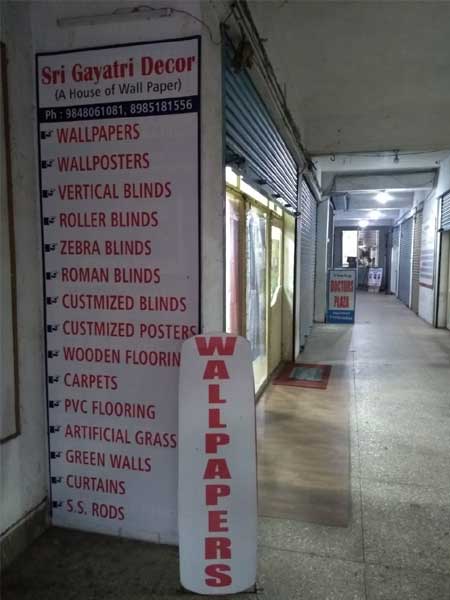 Sri Gayatri Decor
(A House of Wall Paper)
Ph : 9848061081, 8985181556
WALLPAPERS
WALLPOSTERS
VERTICAL BLINDS
ROLLER BLINDS
ZEBRA BLINDS
ROMAN BLINDS
CUSTMIZED BLINDS
CUSTMIZED POSTERS
WOODEN FLOORIN
CARPETS
PVC FLOORING
ARTIFICIAL GRASS
GREEN WALLS
CURTAINS
S.S. RODS
WALLPAPERS
DOCTORS
PLAZA